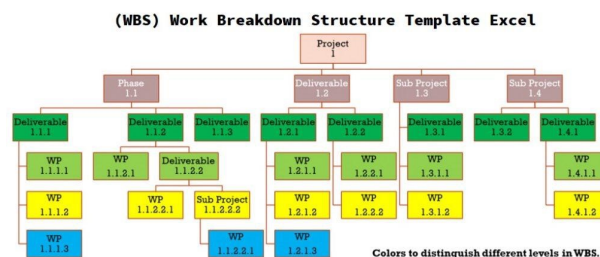 (WBS) Work Breakdown Structure Template Excel
Project
1
Phase
1.1
Deliverable
1.2
Sub Project
1.3
Sub Project
1.4
Deliverable
1.1.1
Deliverable
1.1.2
Deliverable
1.1.3
Deliverable
1.2.1
Deliverable
1.2.2
Deliverable
1.3.1
Deliverable
1.3.2
Deliverable
1.4.1
WP
1.1.1.1
WP
1.1.2.1
Deliverable
1.1.2.2
WP
1.2.1.1
WP
1.2.2.1
WP
1.3.1.1
WP
1.4.1.1
WP
1.1.1.2
WP
1.1.2.2.1
Sub Project
1.1.2.2.2
WP
1.2.1.2
WP
1.2.2.2
WP
1.3.1.2
WP
1.4.1.2
WP
1.1.1.3
WP
1.1.2.2.1
WP
1.2.1.3
Colors to distinguish different levels in WBS.